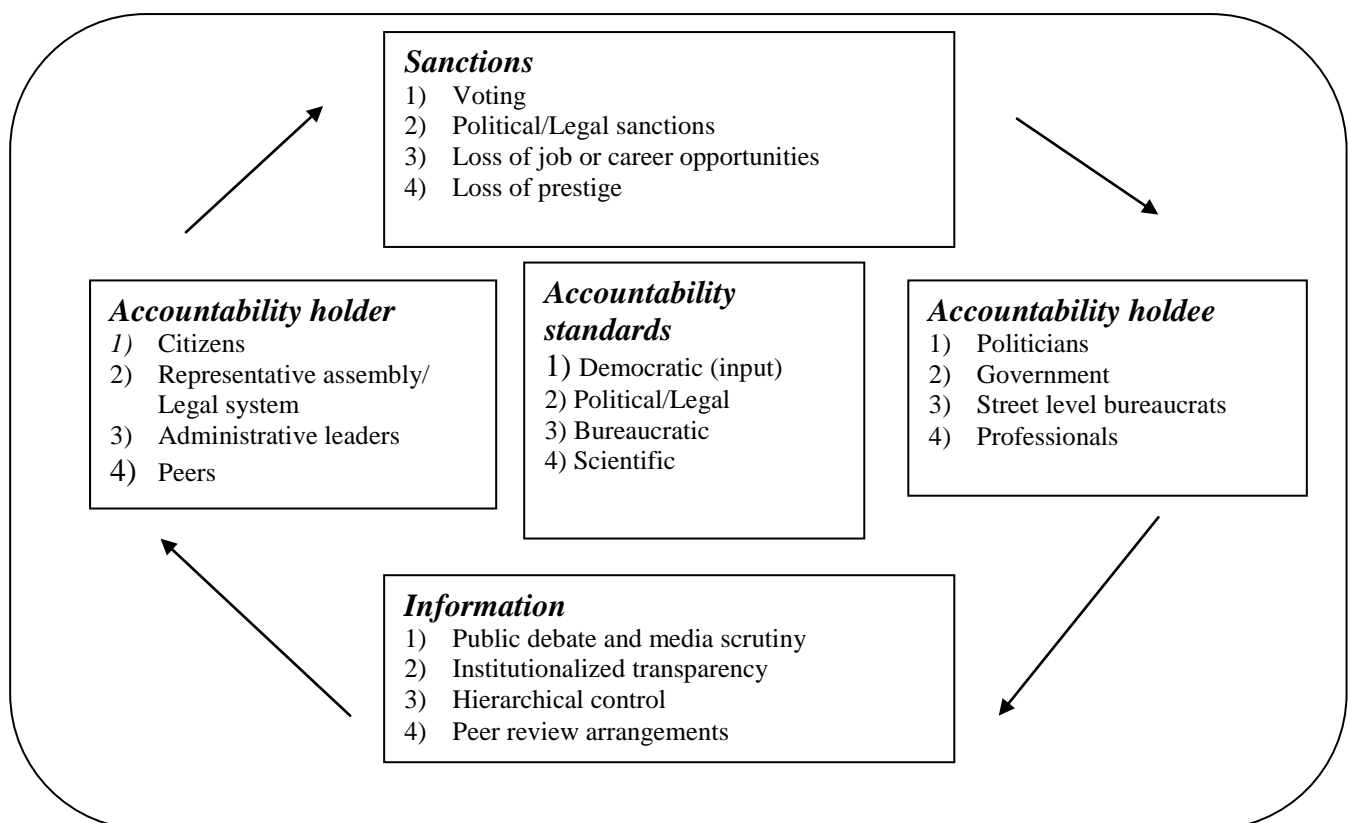 Sanctions
1) Voting
2) Political/Legal sanctions
3) Loss of job or career opportunities
4) Loss of prestige
Accountability holder
1) Citizens
2) Representative assembly/
Legal system
3) Administrative leaders
4) Peers
Accountability
standards
1) Democratic (input)
2) Political/Legal
3) Bureaucratic
4) Scientific
Accountability holdee
1) Politicians
2) Government
3) Street level bureaucrats
4) Professionals
Information
1) Public debate and media scrutiny
2) Institutionalized transparency
3) Hierarchical control
4) Peer review arrangements